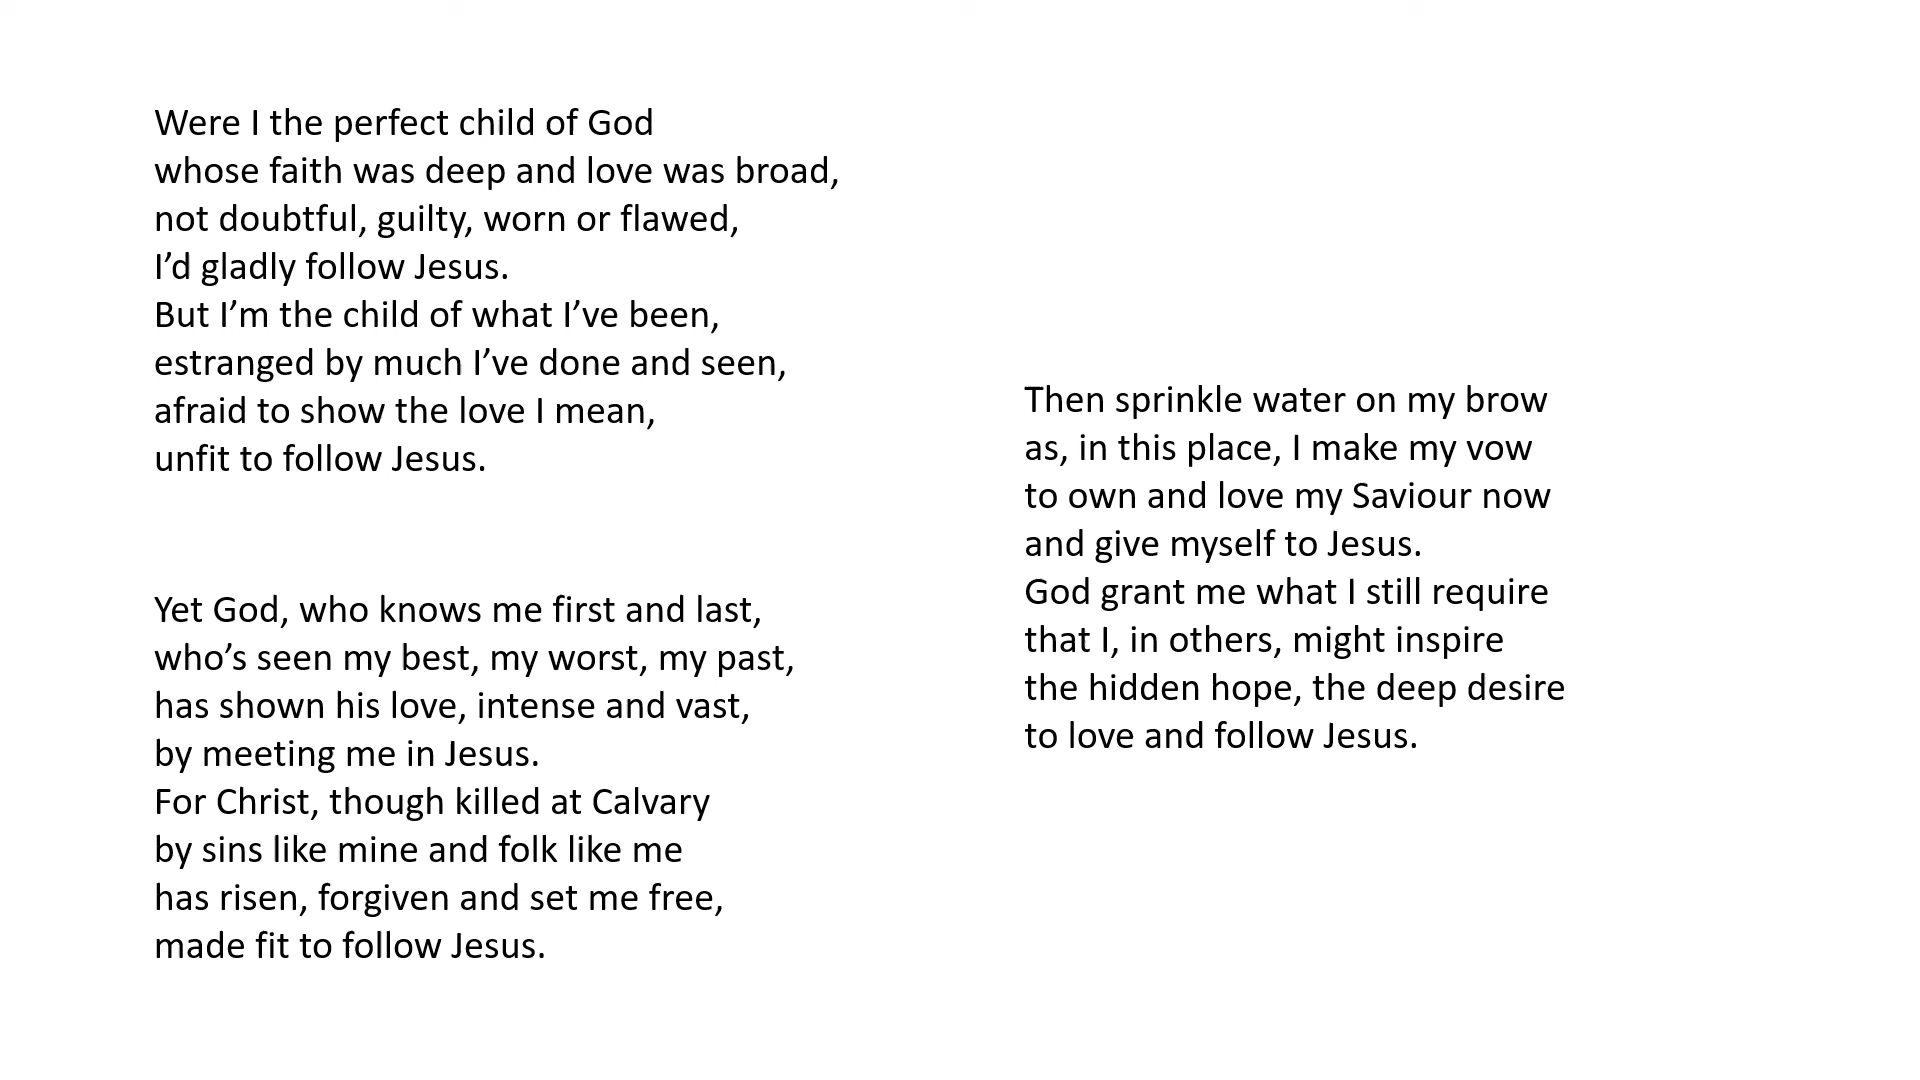 Were I the perfect child of God
whose faith was deep and love was broad,
not doubtful, guilty, worn or flawed,
I’d gladly follow Jesus.
But I’m the child of what I’ve been,
estranged by much I’ve done and seen,
afraid to show the love I mean,
unfit to follow Jesus.
Yet God, who knows me first and last,
who’s seen my best, my worst, my past,
has shown his love, intense and vast,
by meeting me in Jesus.
For Christ, though killed at Calvary
by sins like mine and folk like me
has risen, forgiven and set me free,
made fit to follow Jesus.
Then sprinkle water on my brow
as, in this place, I make my vow
to own and love my Saviour now
and give myself to Jesus.
God grant me what I still require
that I, in others, might inspire
the hidden hope, the deep desire
to love and follow Jesus.